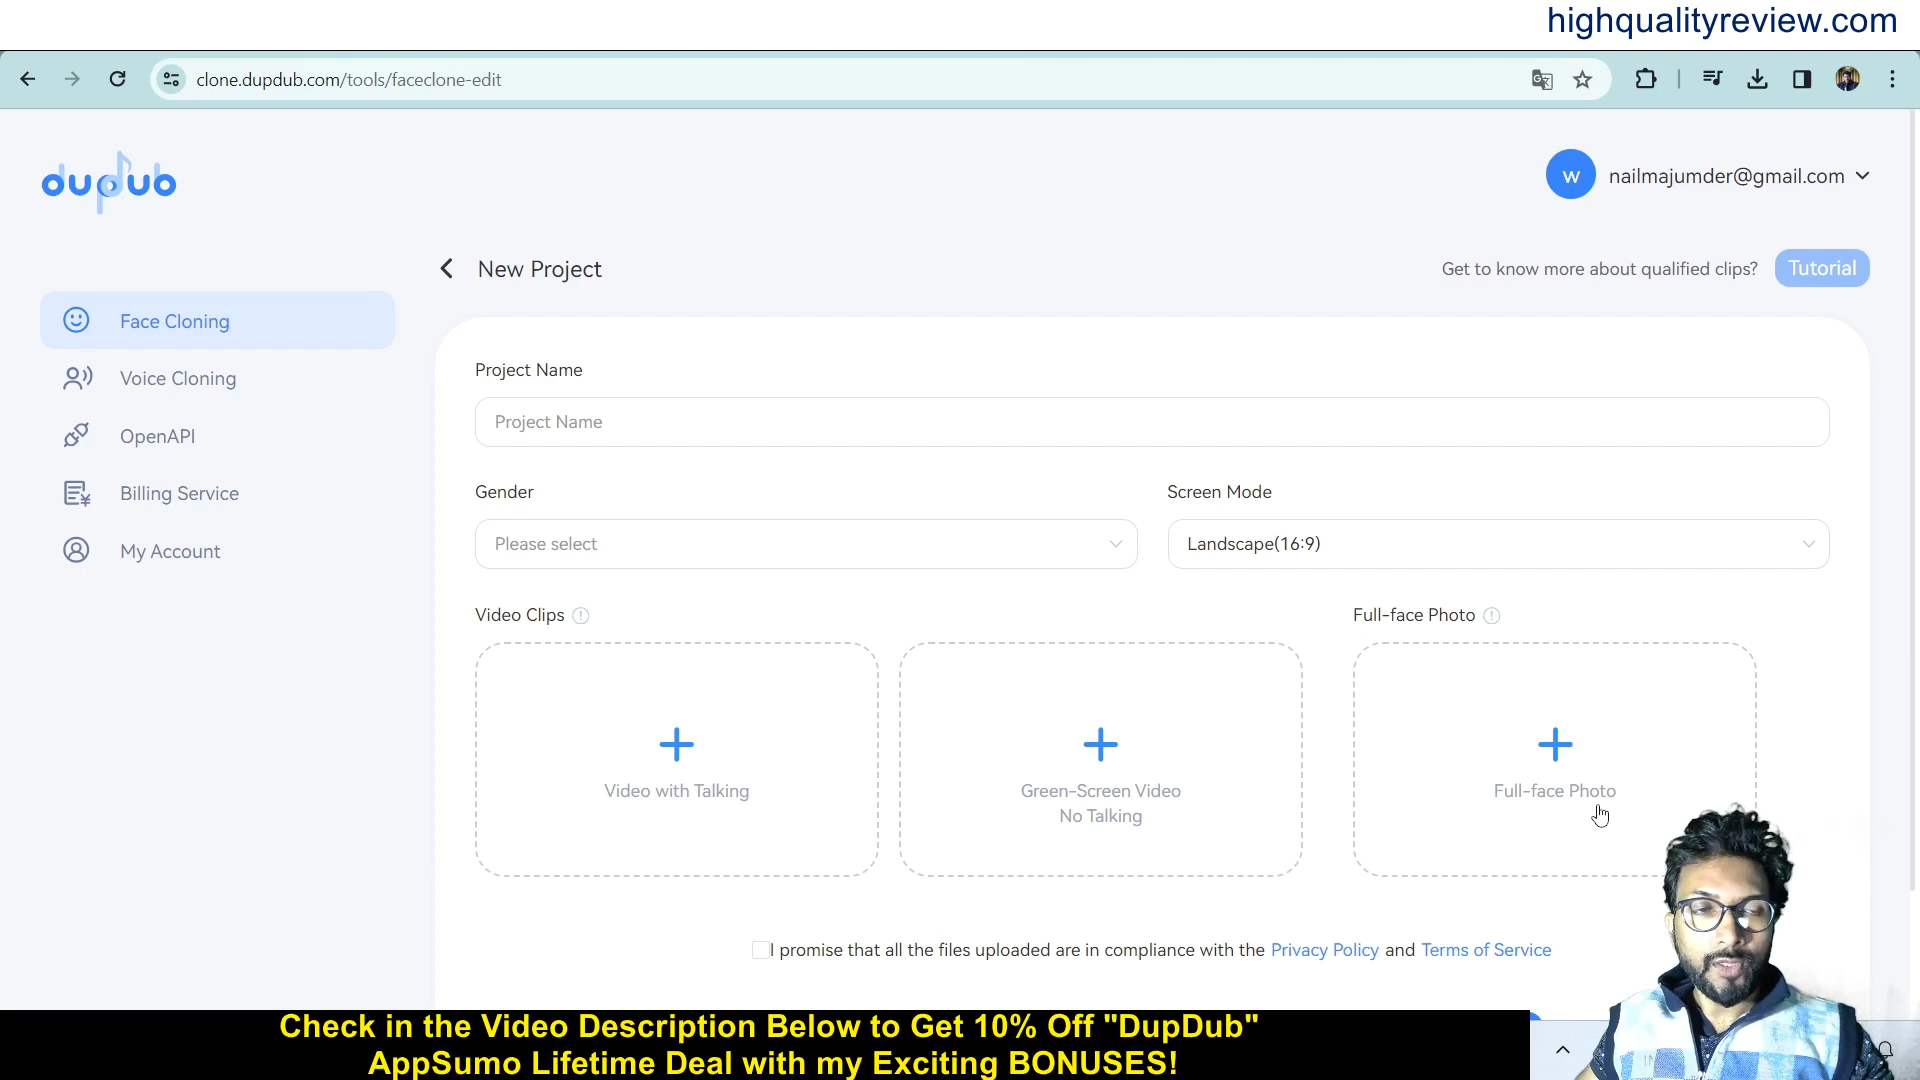 highqualityreview.com
clone.dupdub.com/tools/faceclone-edit
dupdub
W
nailmajumder@gmail.com
New Project
Get to know more about qualified clips?
Tutorial
Face Cloning
Voice Cloning
OpenAPI
Billing Service
My Account
Project Name
Project Name
Gender
Screen Mode
Please select
Landscape(16:9)
Video Clips
Full-face Photo
Video with Talking
Green-Screen Video
No Talking
Full-face Photo
I promise that all the files uploaded are in compliance with the Privacy Policy and Terms of Service
Check in the Video Description Below to Get 10% Off "DupDub"
AppSumo Lifetime Deal with my Exciting BONUSES!